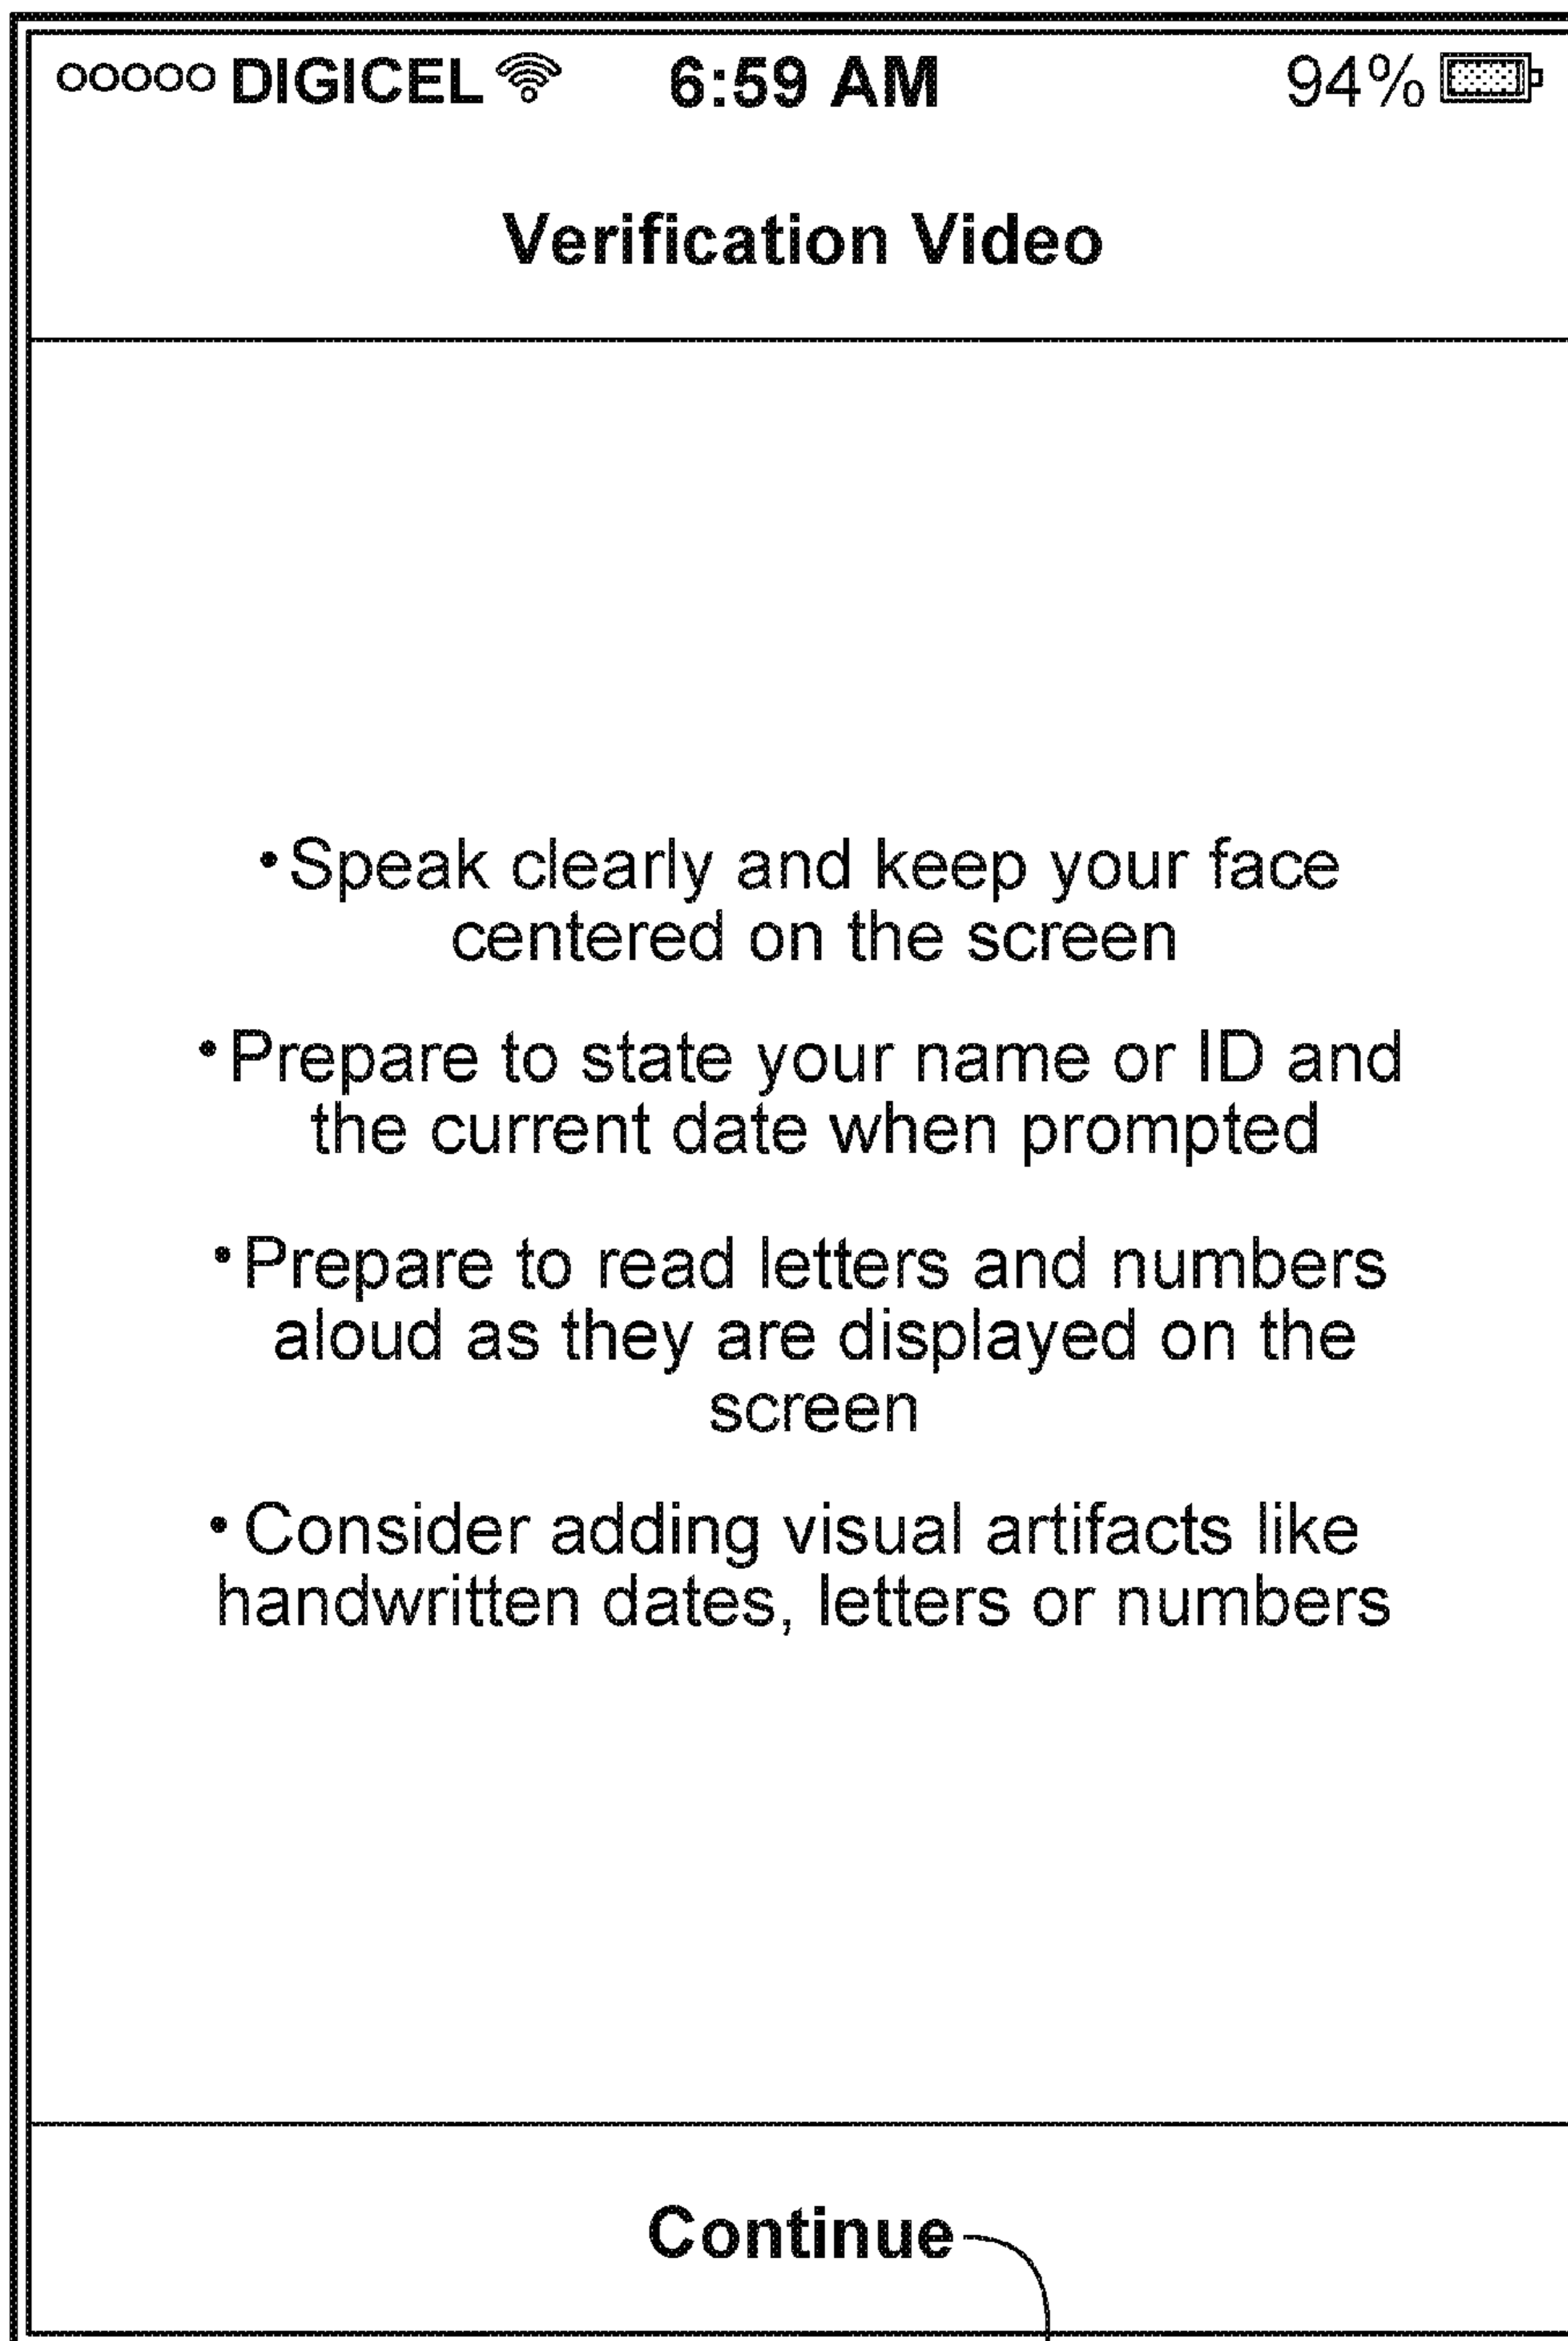 ooooo DIGICEL 6:59 AM 94%
Verification Video
•Speak clearly and keep your face
centered on the screen
•Prepare to state your name or ID and
the current date when prompted
•Prepare to read letters and numbers
aloud as they are displayed on the
screen
•Consider adding visual artifacts like
handwritten dates, letters or numbers
Continue